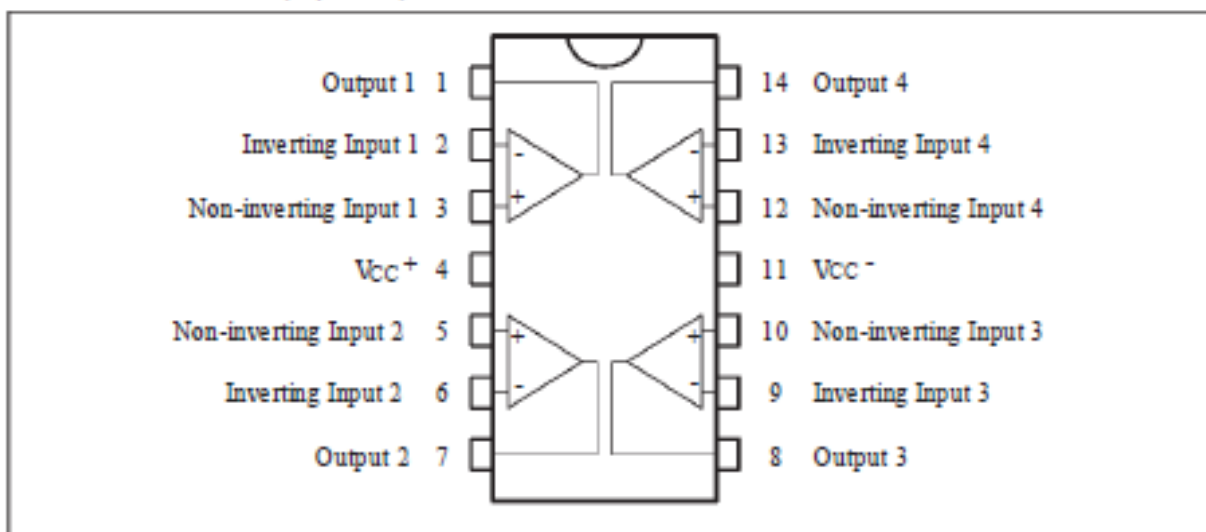 Output 1 1
14 Output 4
Inverting Input 1 2
-
-
13 Inverting Input 4
Non-inverting Input 1 3
+
+
12 Non-inverting Input 4
VCC+ 4
11 VCC-
Non-inverting Input 2 5
+
+
10 Non-inverting Input 3
Inverting Input 2 6
-
-
9 Inverting Input 3
Output 2 7
8 Output 3